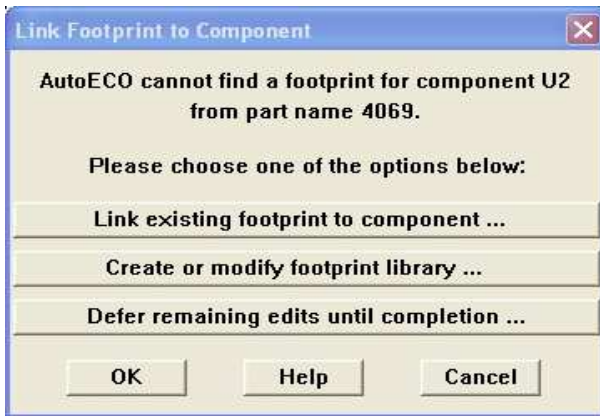 Link Footprint to Component
AutoECO cannot find a footprint for component U2
from part name 4069.
Please choose one of the options below:
Link existing footprint to component ...
Create or modify footprint library ...
Defer remaining edits until completion ...
OK Help Cancel